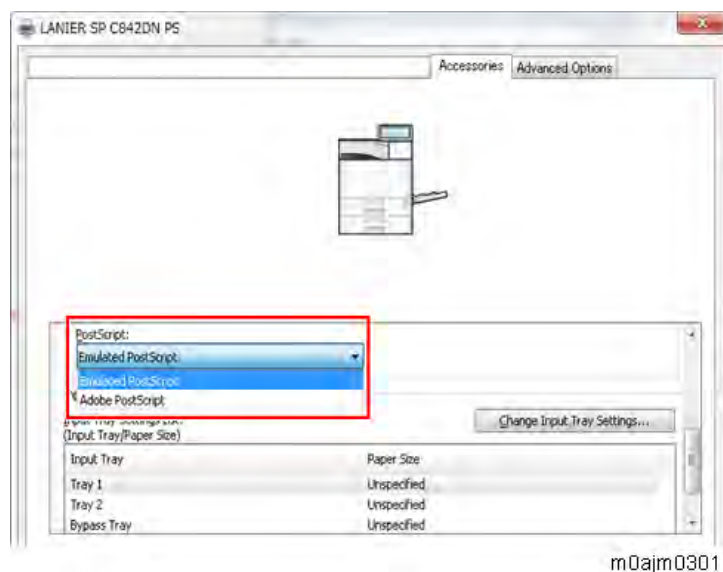 LANIER SP C842DN PS
Accessories Advanced Options
PostScript:
Emulated PostScript
Emulated PostScript
Adobe PostScript
(Input Tray/Paper Size)
Change Input Tray Settings...
Input Tray Paper Size
Tray 1 Unspecified
Tray 2 Unspecified
Bypass Tray Unspecified
m0ajm0301